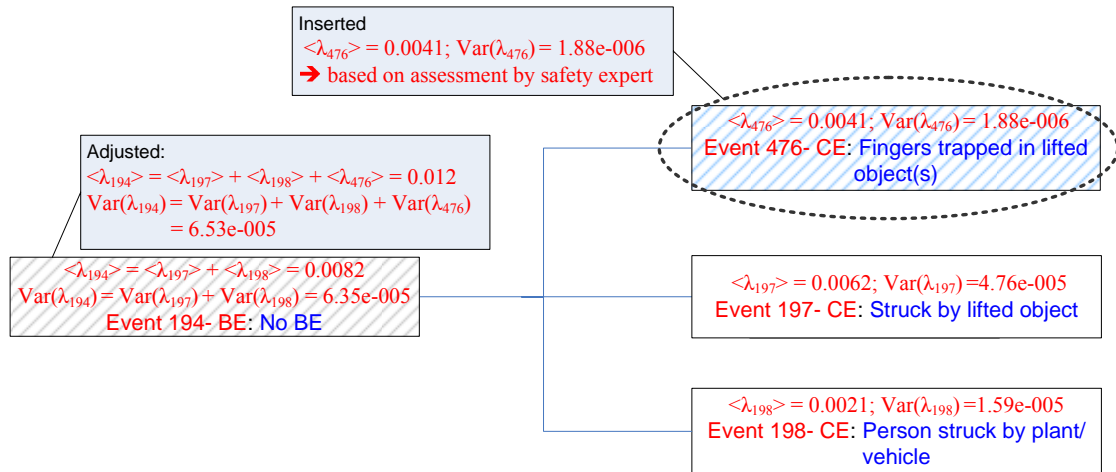 Inserted
<λ476> = 0.0041; Var(λ476) = 1.88e-006
➔ based on assessment by safety expert
<λ476> = 0.0041; Var(λ476) = 1.88e-006
Event 476- CE: Fingers trapped in lifted
object(s)
Adjusted:
<λ194> = <λ197> + <λ198> + <λ476> = 0.012
Var(λ194) = Var(λ197) + Var(λ198) + Var(λ476)
= 6.53e-005
<λ194> = <λ197> + <λ198> = 0.0082
Var(λ194) = Var(λ197) + Var(λ198) = 6.35e-005
Event 194- BE: No BE
<λ197> = 0.0062; Var(λ197) =4.76e-005
Event 197- CE: Struck by lifted object
<λ198> = 0.0021; Var(λ198) =1.59e-005
Event 198- CE: Person struck by plant/
vehicle